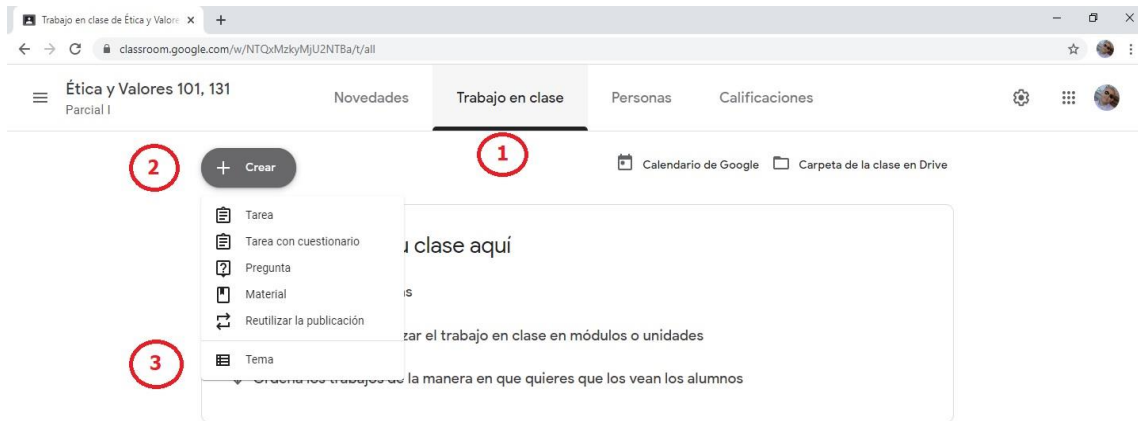 Trabajo en clase de Ética y Valore
classroom.google.com/w/NTQxMzkyMjU2NTBa/t/all
Ética y Valores 101, 131
Parcial I
Novedades
Trabajo en clase
Personas
Calificaciones
1
2
Crear
Calendario de Google
Carpeta de la clase en Drive
Tarea
Tarea con cuestionario
clase aquí
Pregunta
Material
Reutilizar la publicación
el trabajo en clase en módulos o unidades
3
Tema
Ordena los trabajos de la manera en que quieres que los vean los alumnos